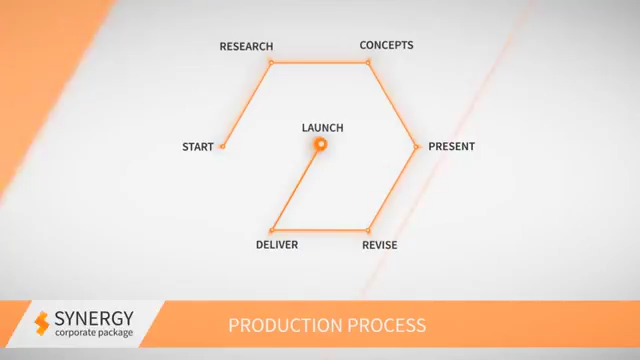 RESEARCH
CONCEPTS
LAUNCH
START
PRESENT
DELIVER
REVISE
SYNERGY
corporate package
PRODUCTION PROCESS